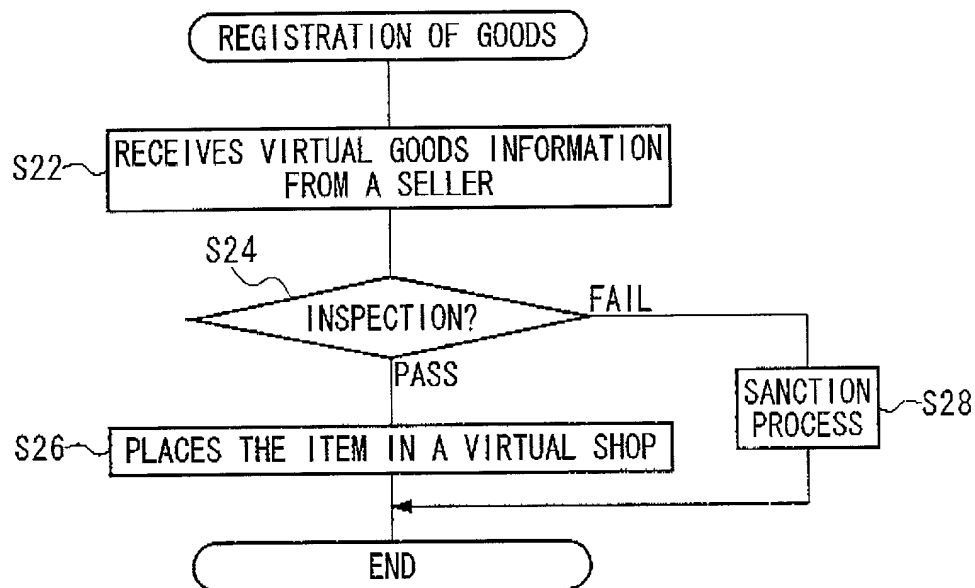 REGISTRATION OF GOODS
S22
RECEIVES VIRTUAL GOODS INFORMATION
FROM A SELLER
S24
INSPECTION?
FAIL
PASS
SANCTION
PROCESS
S28
S26
PLACES THE ITEM IN A VIRTUAL SHOP
END